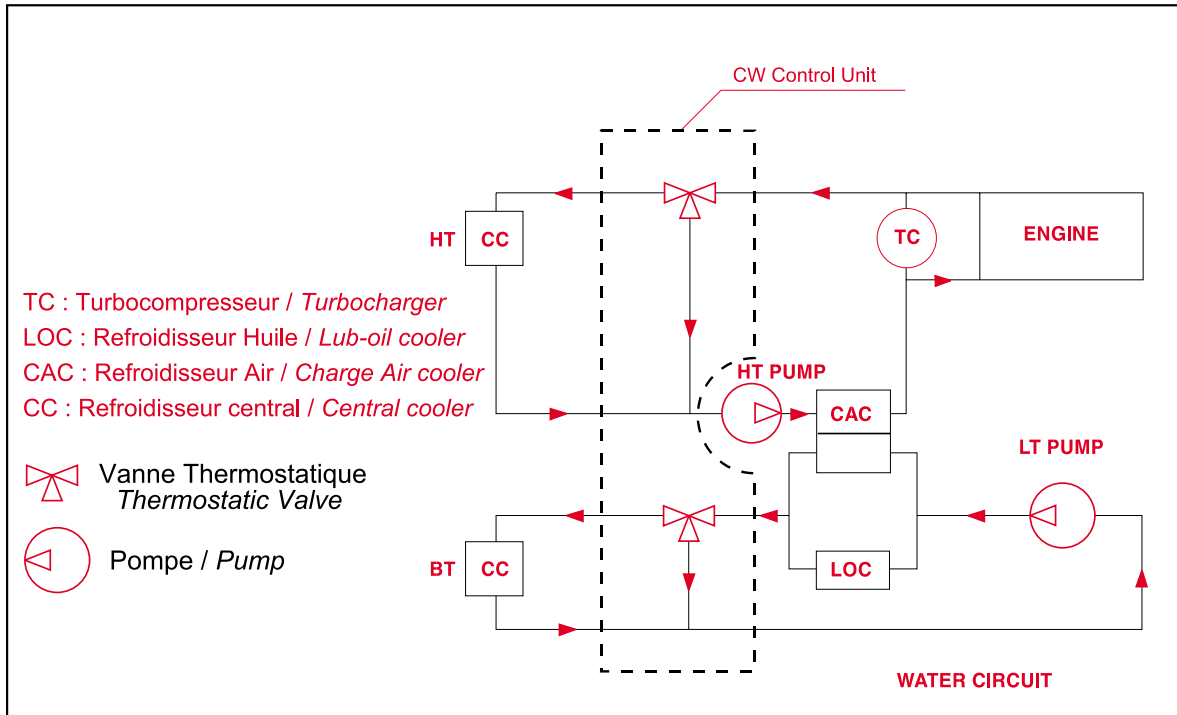 CW Control Unit
HT
CC
TC
ENGINE
TC : Turbocompresseur / Turbocharger
LOC : Refroidisseur Huile / Lub-oil cooler
CAC : Refroidisseur Air / Charge Air cooler
CC : Refroidisseur central / Central cooler
HT PUMP
CAC
LT PUMP
Vanne Thermostatique
Thermostatic Valve
Pompe / Pump
BT
CC
LOC
WATER CIRCUIT